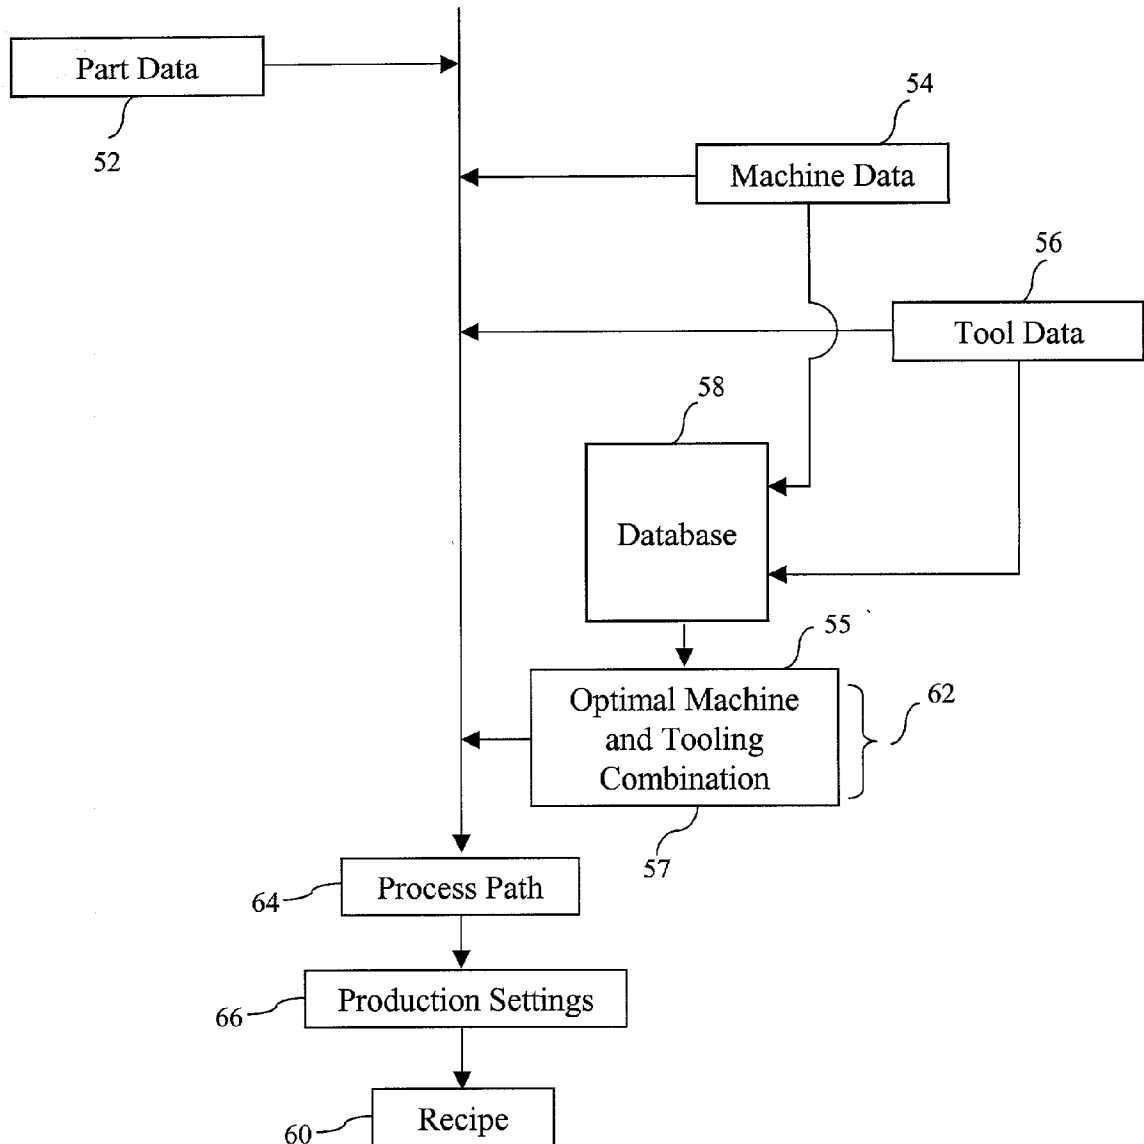 Part Data
52
54
Machine Data
56
Tool Data
58
Database
55
Optimal Machine
and Tooling
Combination
62
57
Process Path
64
Production Settings
66
Recipe
60